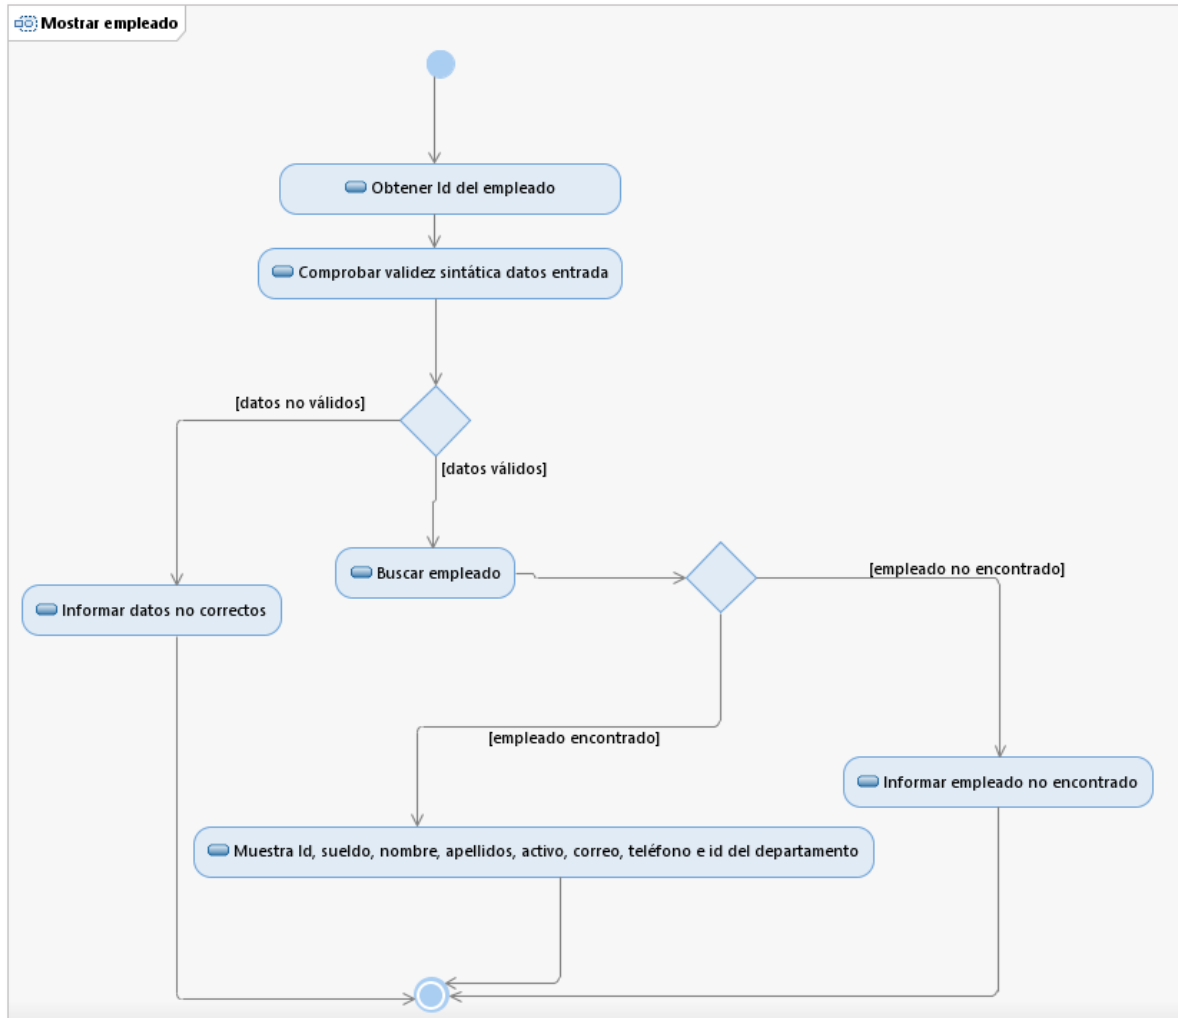 Mostrar empleado
Obtener Id del empleado
Comprobar validez sintática datos entrada
[datos no válidos]
[datos válidos]
Buscar empleado
[empleado no encontrado]
Informar datos no correctos
[empleado encontrado]
Informar empleado no encontrado
Muestra Id, sueldo, nombre, apellidos, activo, correo, teléfono e id del departamento